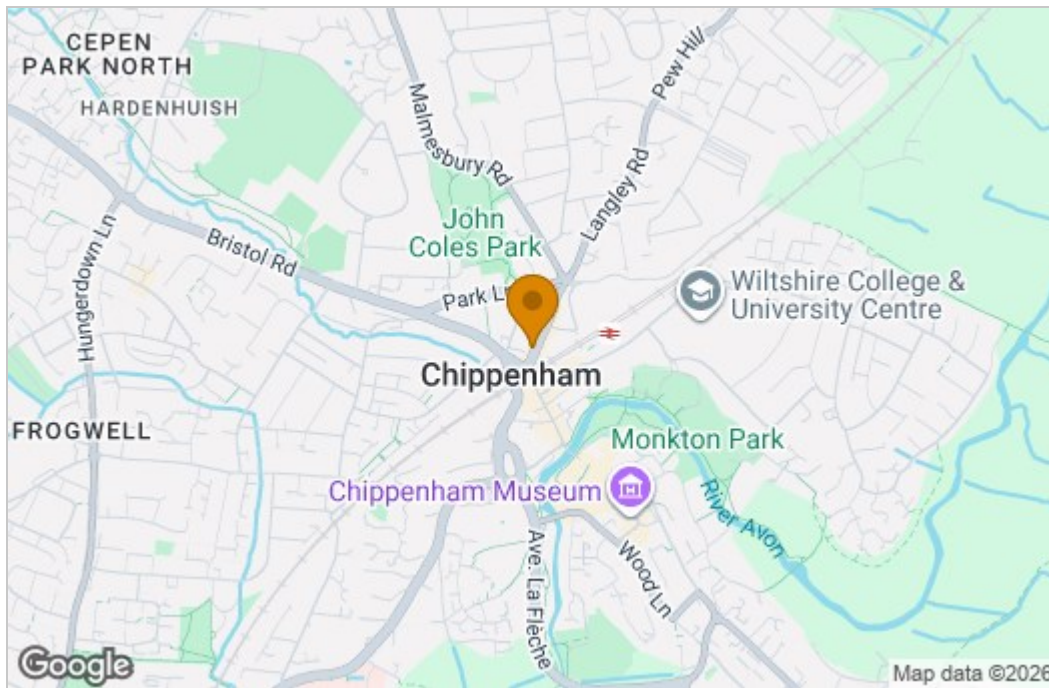 CEPEN
PARK NORTH
HARDENHUISH
Malmesbury Rd
Pew Hill
Langley Rd
John
Coles Park
Hungerdown Ln
Bristol Rd
Park L
Wiltshire College &
University Centre
Chippenham
FROGWELL
Monkton Park
Chippenham Museum
River Avon
Ave. La Flèche
Wood Ln
Google
Map data ©2026